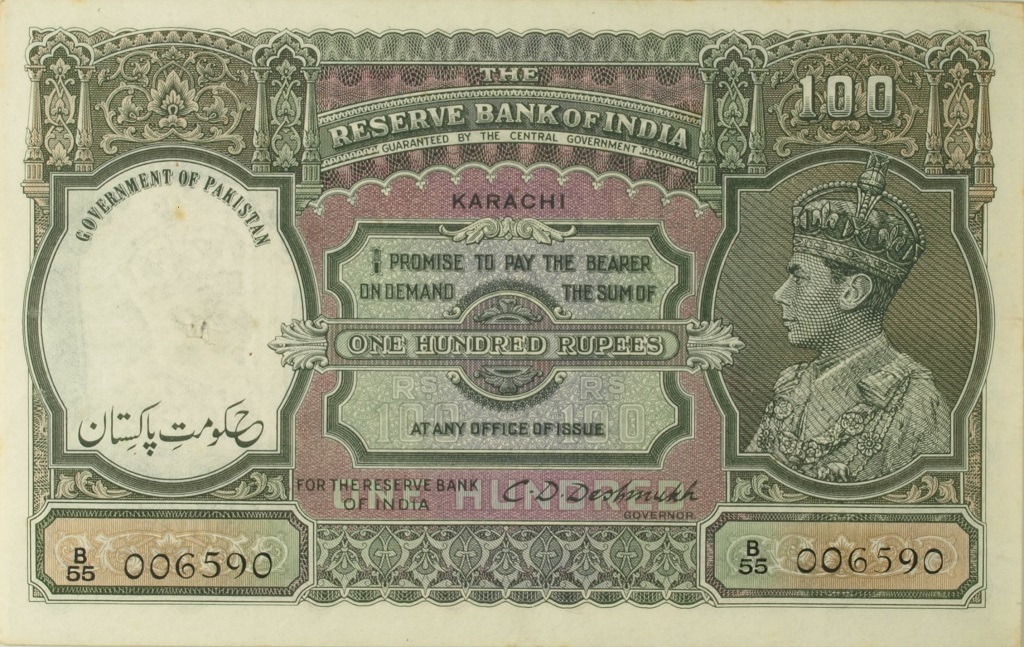 THE
RESERVE BANK OF INDIA
GUARANTEED BY THE CENTRAL GOVERNMENT
100
GOVERNMENT OF PAKISTAN
حکومتِ پاکِستان
KARACHI
I PROMISE TO PAY THE BEARER
ON DEMAND THE SUM OF
ONE HUNDRED RUPEES
RS RS
100 100
AT ANY OFFICE OF ISSUE
ONE HUNDRED
FOR THE RESERVE BANK
OF INDIA
C. D. Deshmukh
GOVERNOR
B/55 006590
B/55 006590